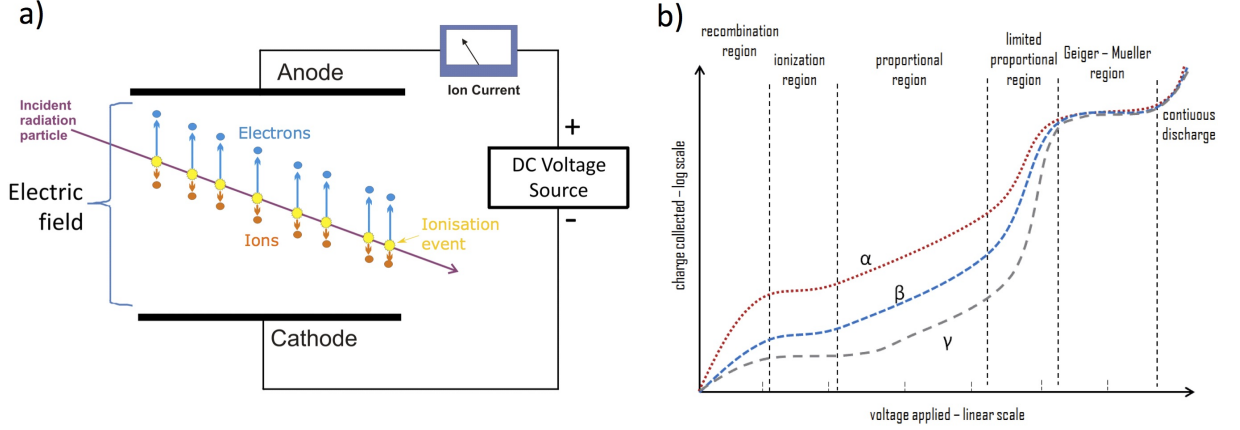 a)
Anode
Ion Current
Incident
radiation
particle
Electrons
+
DC Voltage
Source
-
Electric
field
Ions
Ionisation
event
Cathode
b)
recombination
region
ionization
region
proportional
region
limited
proportional
region
Geiger – Mueller
region
contiuous
discharge
charge collected – log scale
α
β
γ
voltage applied – linear scale